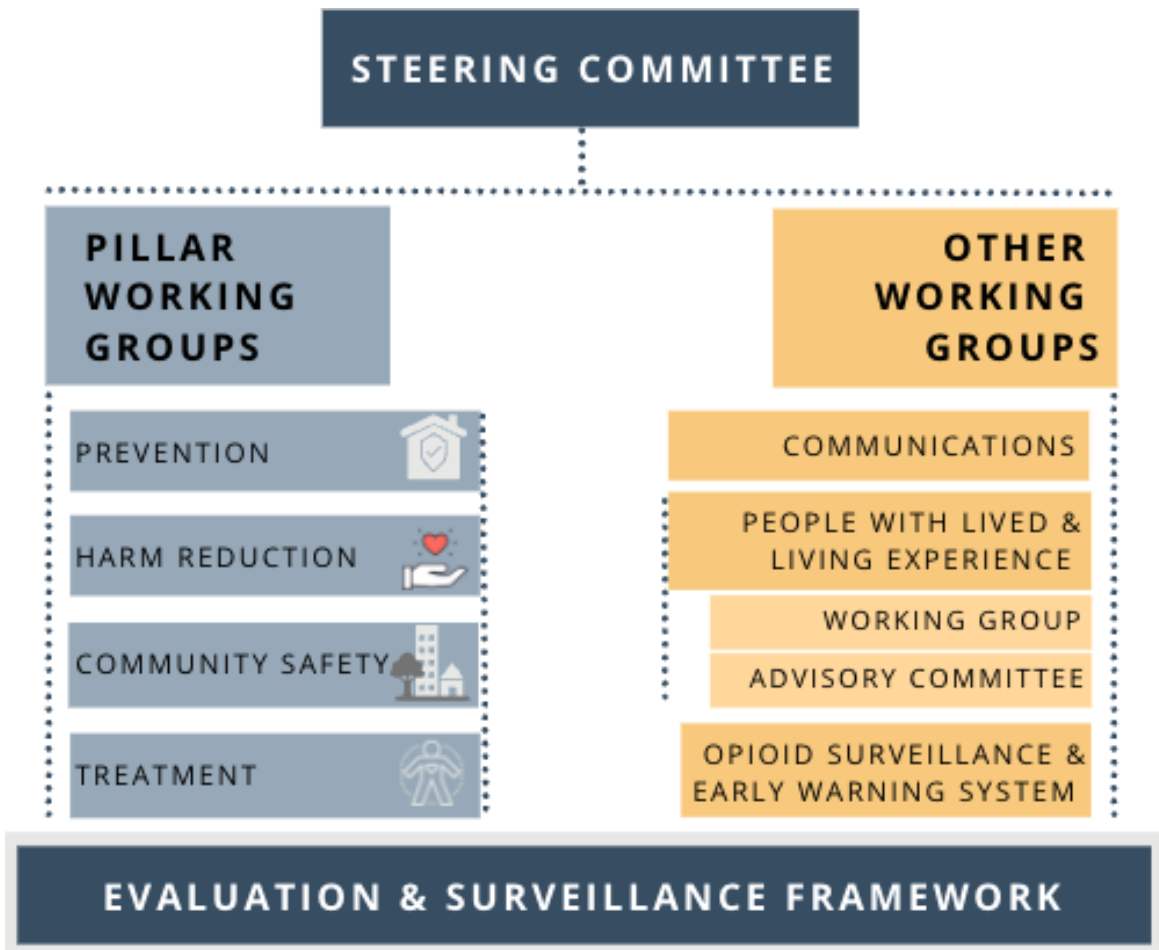 STEERING COMMITTEE
PILLAR
WORKING
GROUPS
PREVENTION
HARM REDUCTION
COMMUNITY SAFETY
TREATMENT
OTHER
WORKING
GROUPS
COMMUNICATIONS
PEOPLE WITH LIVED &
LIVING EXPERIENCE
WORKING GROUP
ADVISORY COMMITTEE
OPIOID SURVEILLANCE &
EARLY WARNING SYSTEM
EVALUATION & SURVEILLANCE FRAMEWORK